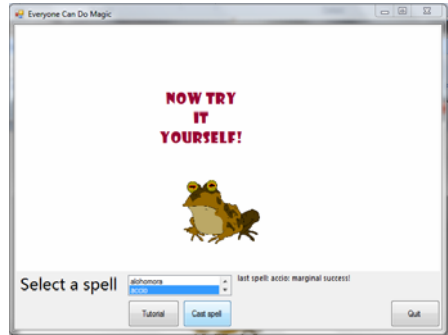 Everyone Can Do Magic
NOW TRY
IT
YOURSELF!
Select a spell
alohomora
accio
last spell: accio: marginal success!
Tutorial
Cast spell
Quit